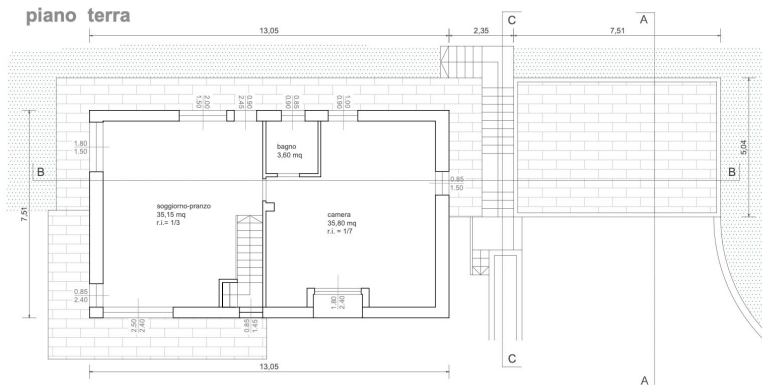 piano terra
13,05
2,35
7,51
C
A
1.50
2.00
2.45
0.90
0.90
0.85
0.90
1.00
1.80
1.50
bagno
3,60 mq
7,51
5,04
B
B
0.85
1.50
soggiorno-pranzo
35,15 mq
r.i.= 1/3
camera
35,80 mq
r.i. = 1/7
0.85
2.40
2.50
2.40
0.85
1.45
1.80
2.40
13,05
C
A